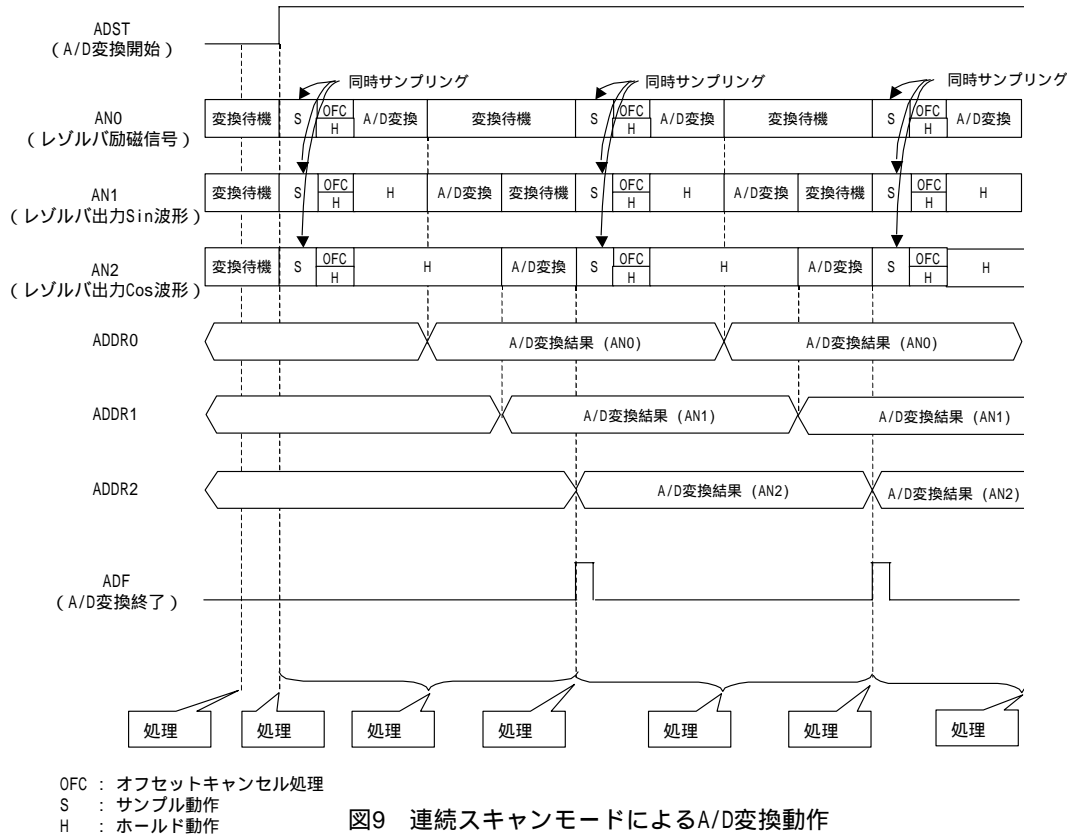 ADST
(A/D変換開始)
同時サンプリング 同時サンプリング 同時サンプリング
AN0
(レゾルバ励磁信号)
変換待機 S OFC H A/D変換 変換待機 S OFC H A/D変換 変換待機 S OFC H A/D変換
AN1
(レゾルバ出力Sin波形)
変換待機 S OFC H H A/D変換 変換待機 S OFC H H A/D変換 変換待機 S OFC H H
AN2
(レゾルバ出力Cos波形)
変換待機 S OFC H H A/D変換 S OFC H H A/D変換 S OFC H H
ADDR0
A/D変換結果 (AN0) A/D変換結果 (AN0)
ADDR1
A/D変換結果 (AN1) A/D変換結果 (AN1)
ADDR2
A/D変換結果 (AN2) A/D変換結果 (AN2)
ADF
(A/D変換終了)
処理 処理 処理 処理 処理 処理 処理
OFC : オフセットキャンセル処理
S : サンプル動作
H : ホールド動作
図9 連続スキャンモードによるA/D変換動作